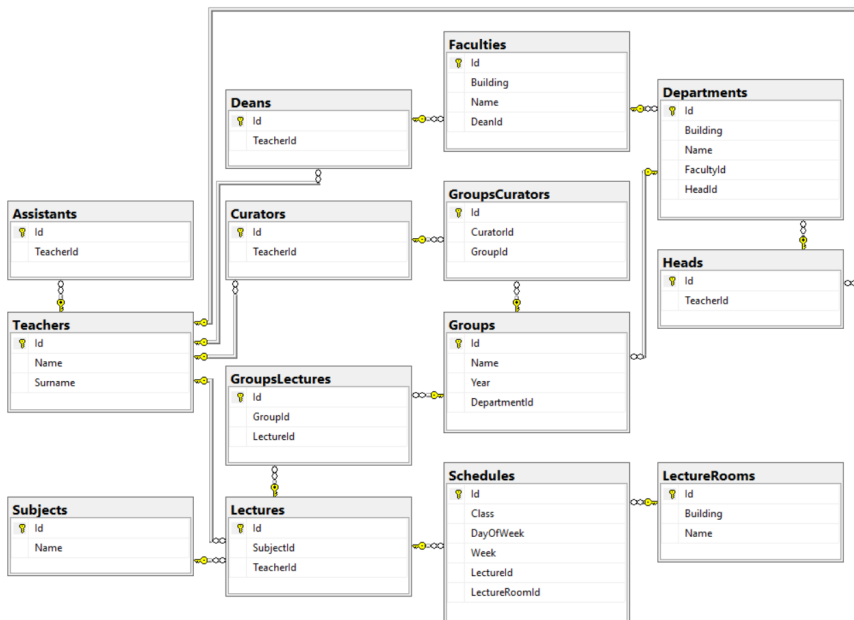 Faculties
Id
Building
Name
DeanId
Departments
Id
Building
Name
FacultyId
HeadId
Deans
Id
TeacherId
GroupsCurators
Id
CuratorId
GroupId
Assistants
Id
TeacherId
Curators
Id
TeacherId
Heads
Id
TeacherId
Teachers
Id
Name
Surname
Groups
Id
Name
Year
DepartmentId
GroupsLectures
Id
GroupId
LectureId
Schedules
Id
Class
DayOfWeek
Week
LectureId
LectureRoomId
LectureRooms
Id
Building
Name
Subjects
Id
Name
Lectures
Id
SubjectId
TeacherId